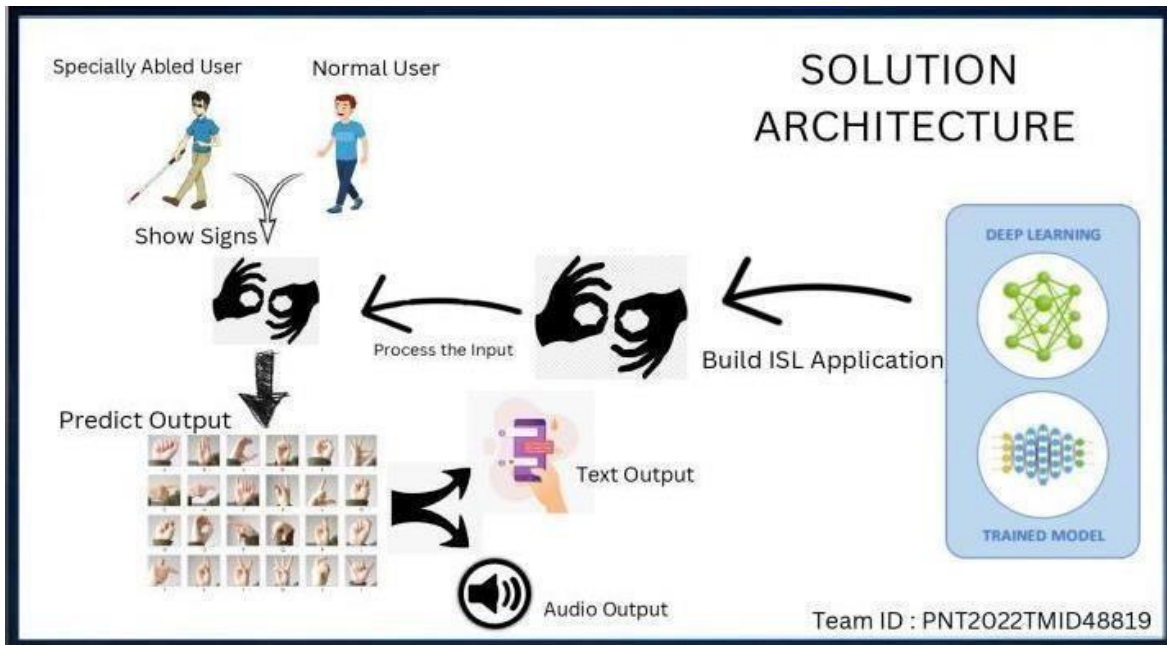 SOLUTION
ARCHITECTURE
Specially Abled User
Normal User
Show Signs
Process the Input
Build ISL Application
DEEP LEARNING
TRAINED MODEL
Predict Output
Text Output
Audio Output
Team ID : PNT2022TMID48819